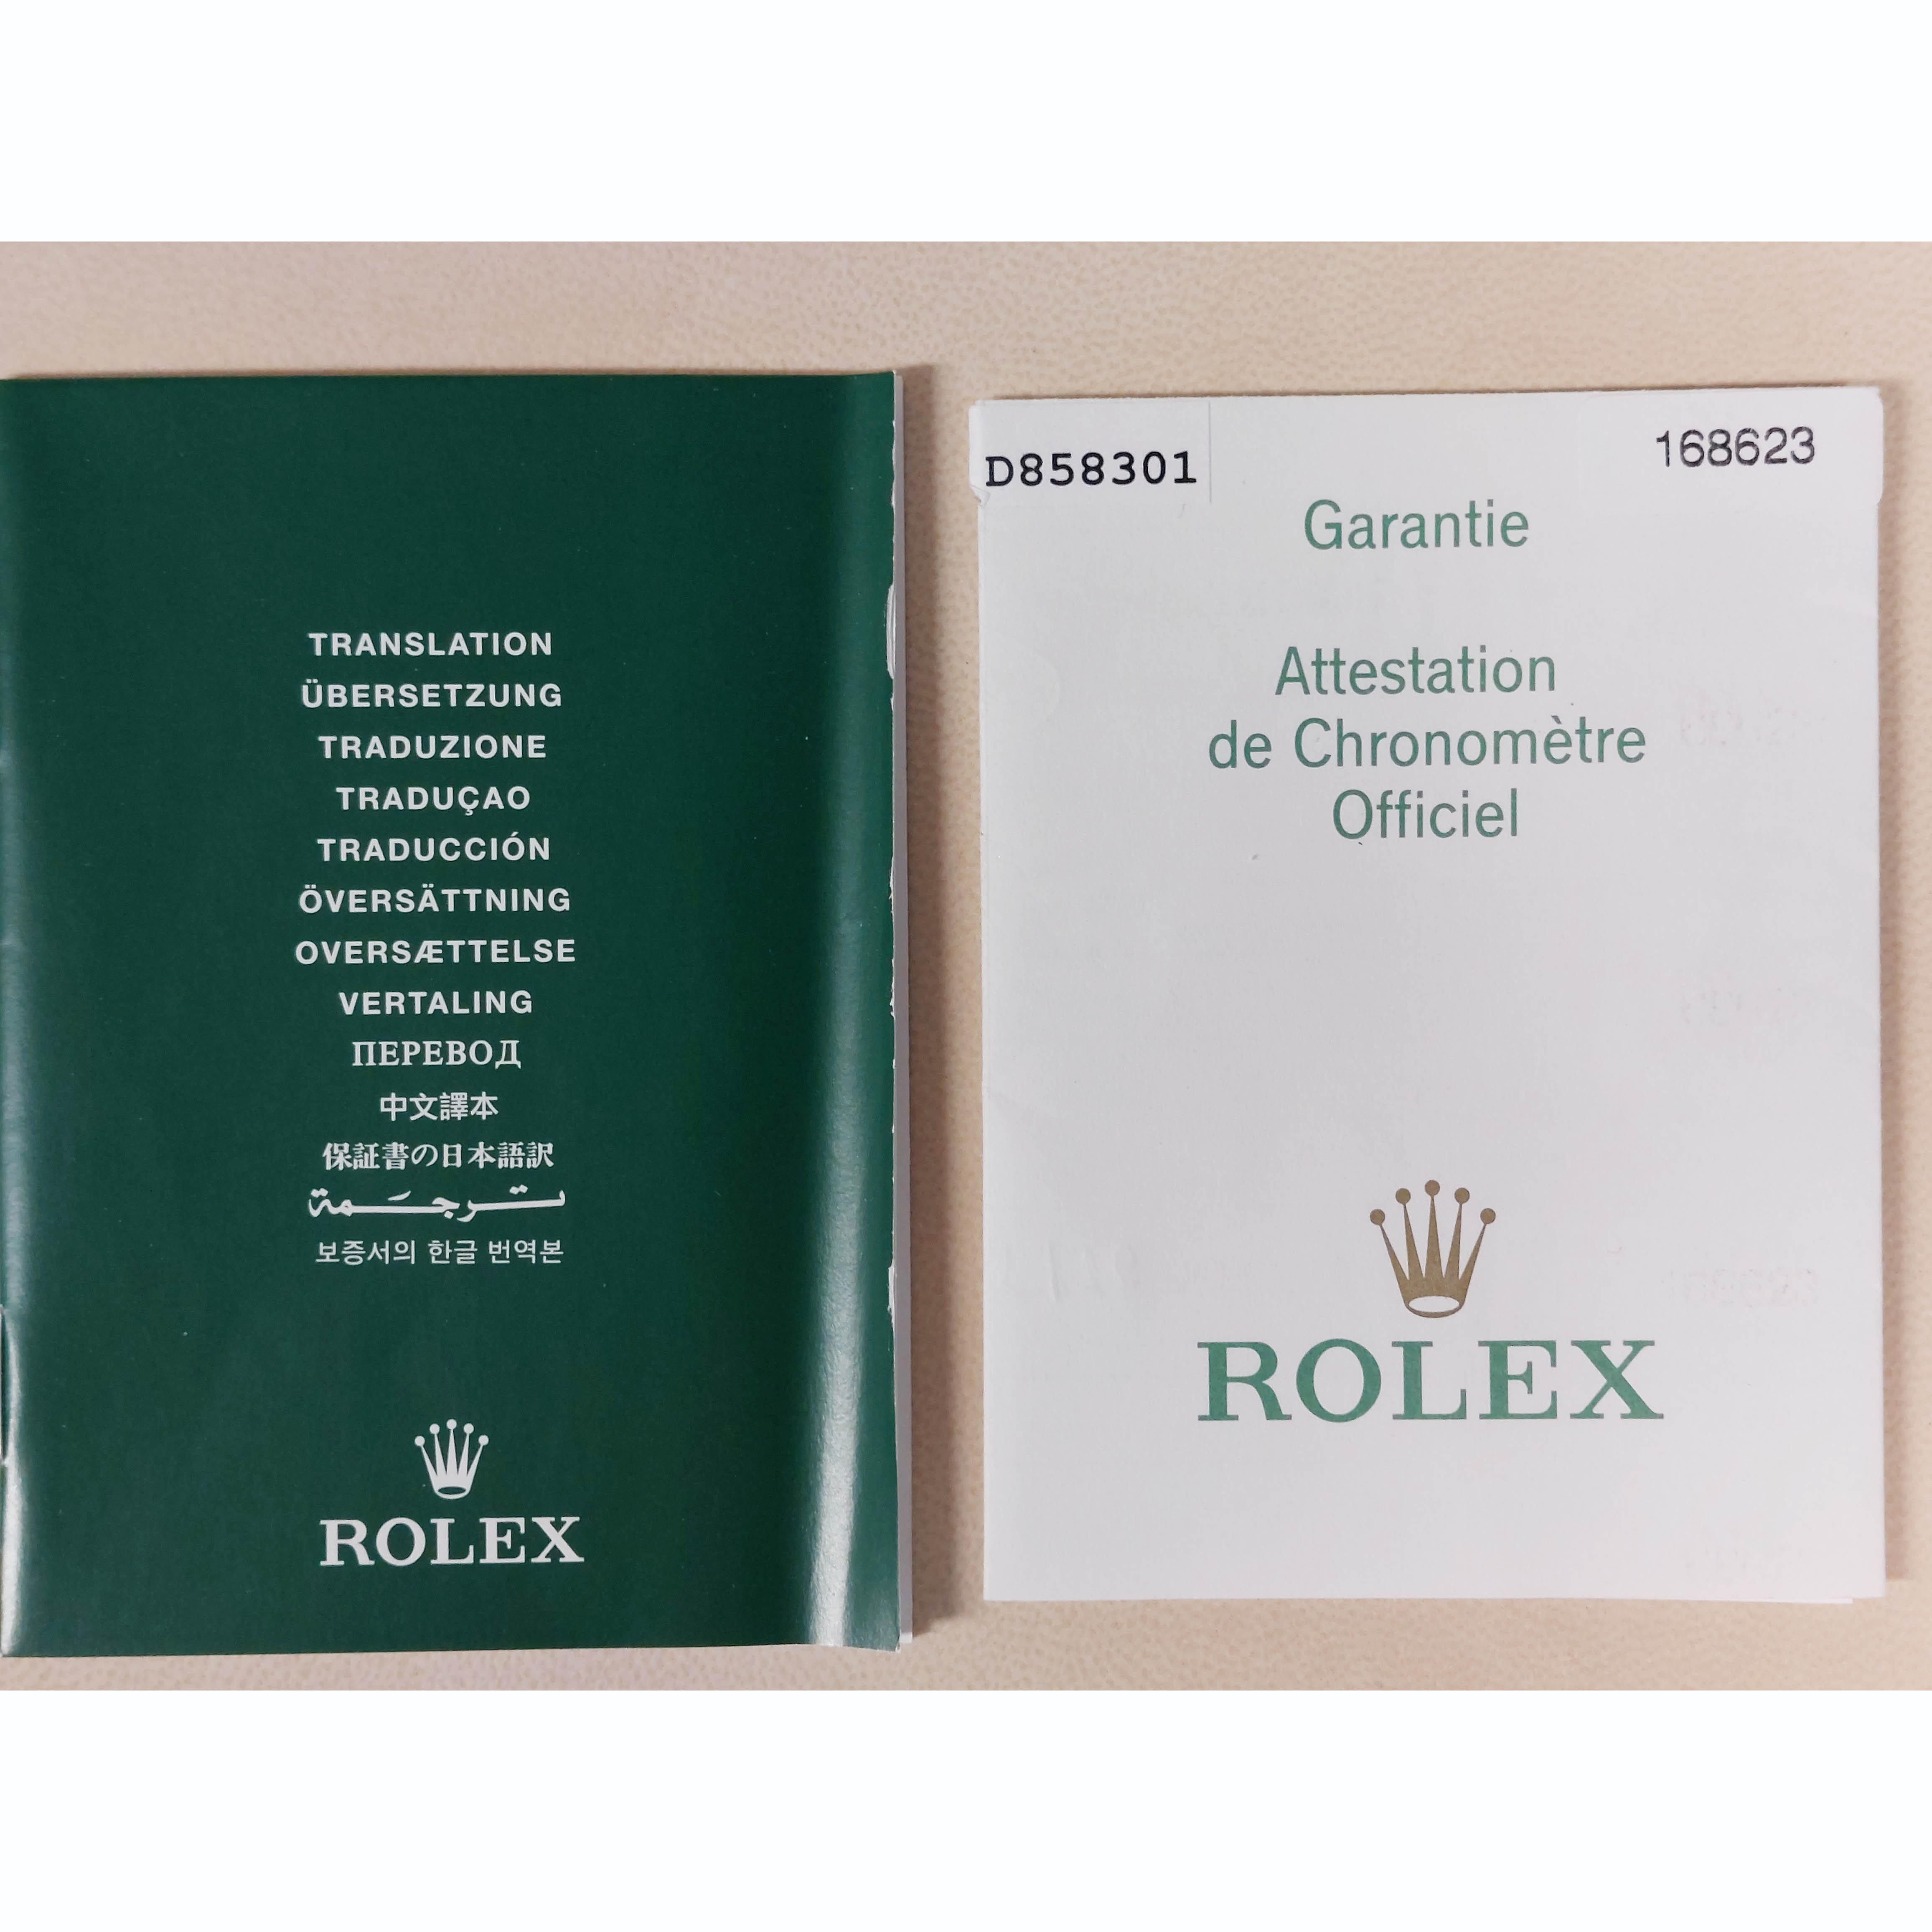 TRANSLATION
ÜBERSETZUNG
TRADUZIONE
TRADUÇAO
TRADUCCIÓN
ÖVERSÄTTNING
OVERSÆTTELSE
VERTALING
ПЕРЕВОД
中文譯本
保証書の日本語訳
ترجمة
보증서의 한글 번역본
ROLEX
D858301
168623
Garantie
Attestation
de Chronomètre
Officiel
ROLEX